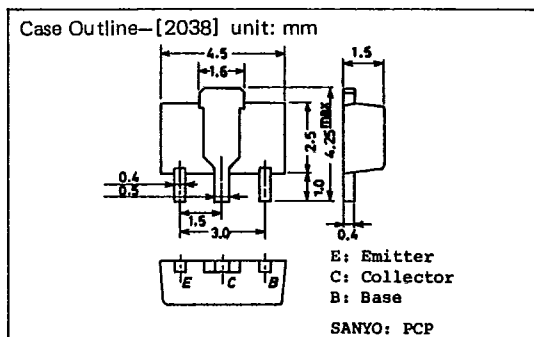 Case Outline—[2038] unit: mm
4.5
1.6
1.5
2.5
4.25max
1.0
0.4
0.5
1.5
3.0
0.4
E C B
E: Emitter
C: Collector
B: Base
SANYO: PCP